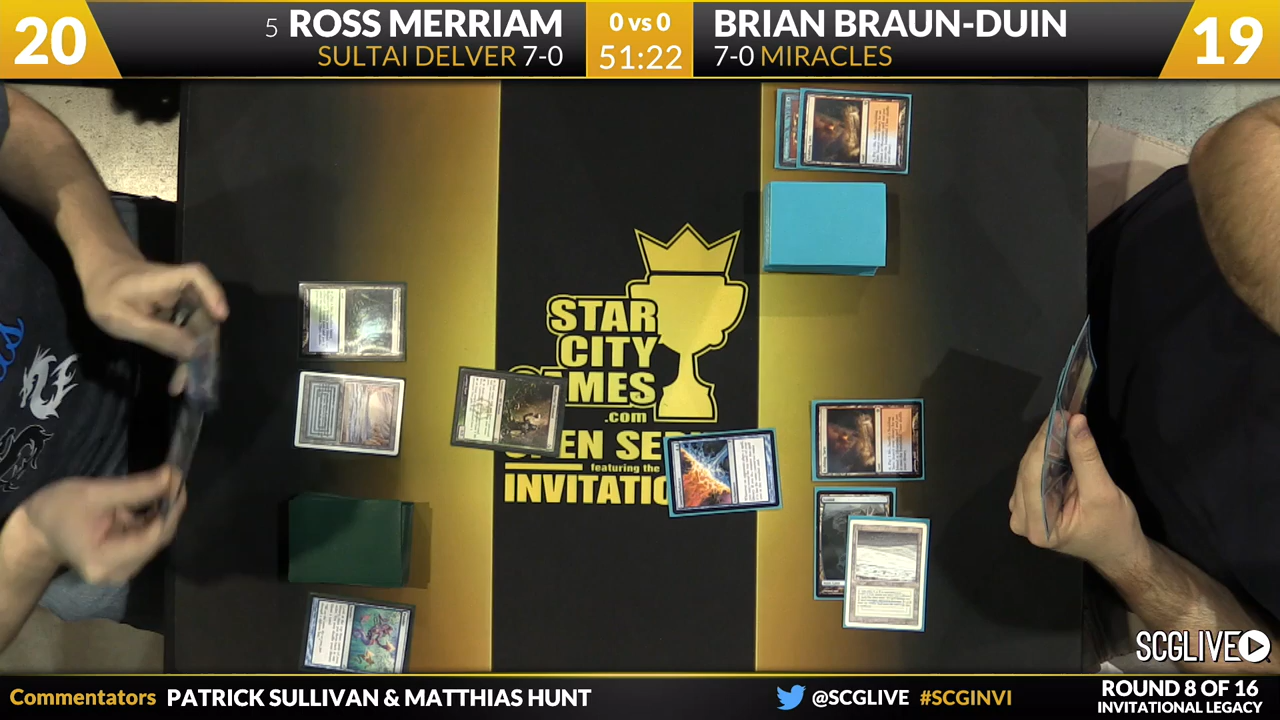 20
5 ROSS MERRIAM
SULTAI DELVER 7-0
0 vs 0
51:22
BRIAN BRAUN-DUIN
7-0 MIRACLES
19
STAR
CITY
GAMES
.com
OPEN SERI
featuring the
INVITATIO
SCGLIVE
Commentators PATRICK SULLIVAN & MATTHIAS HUNT
@SCGLIVE #SCGINVI
ROUND 8 OF 16
INVITATIONAL LEGACY